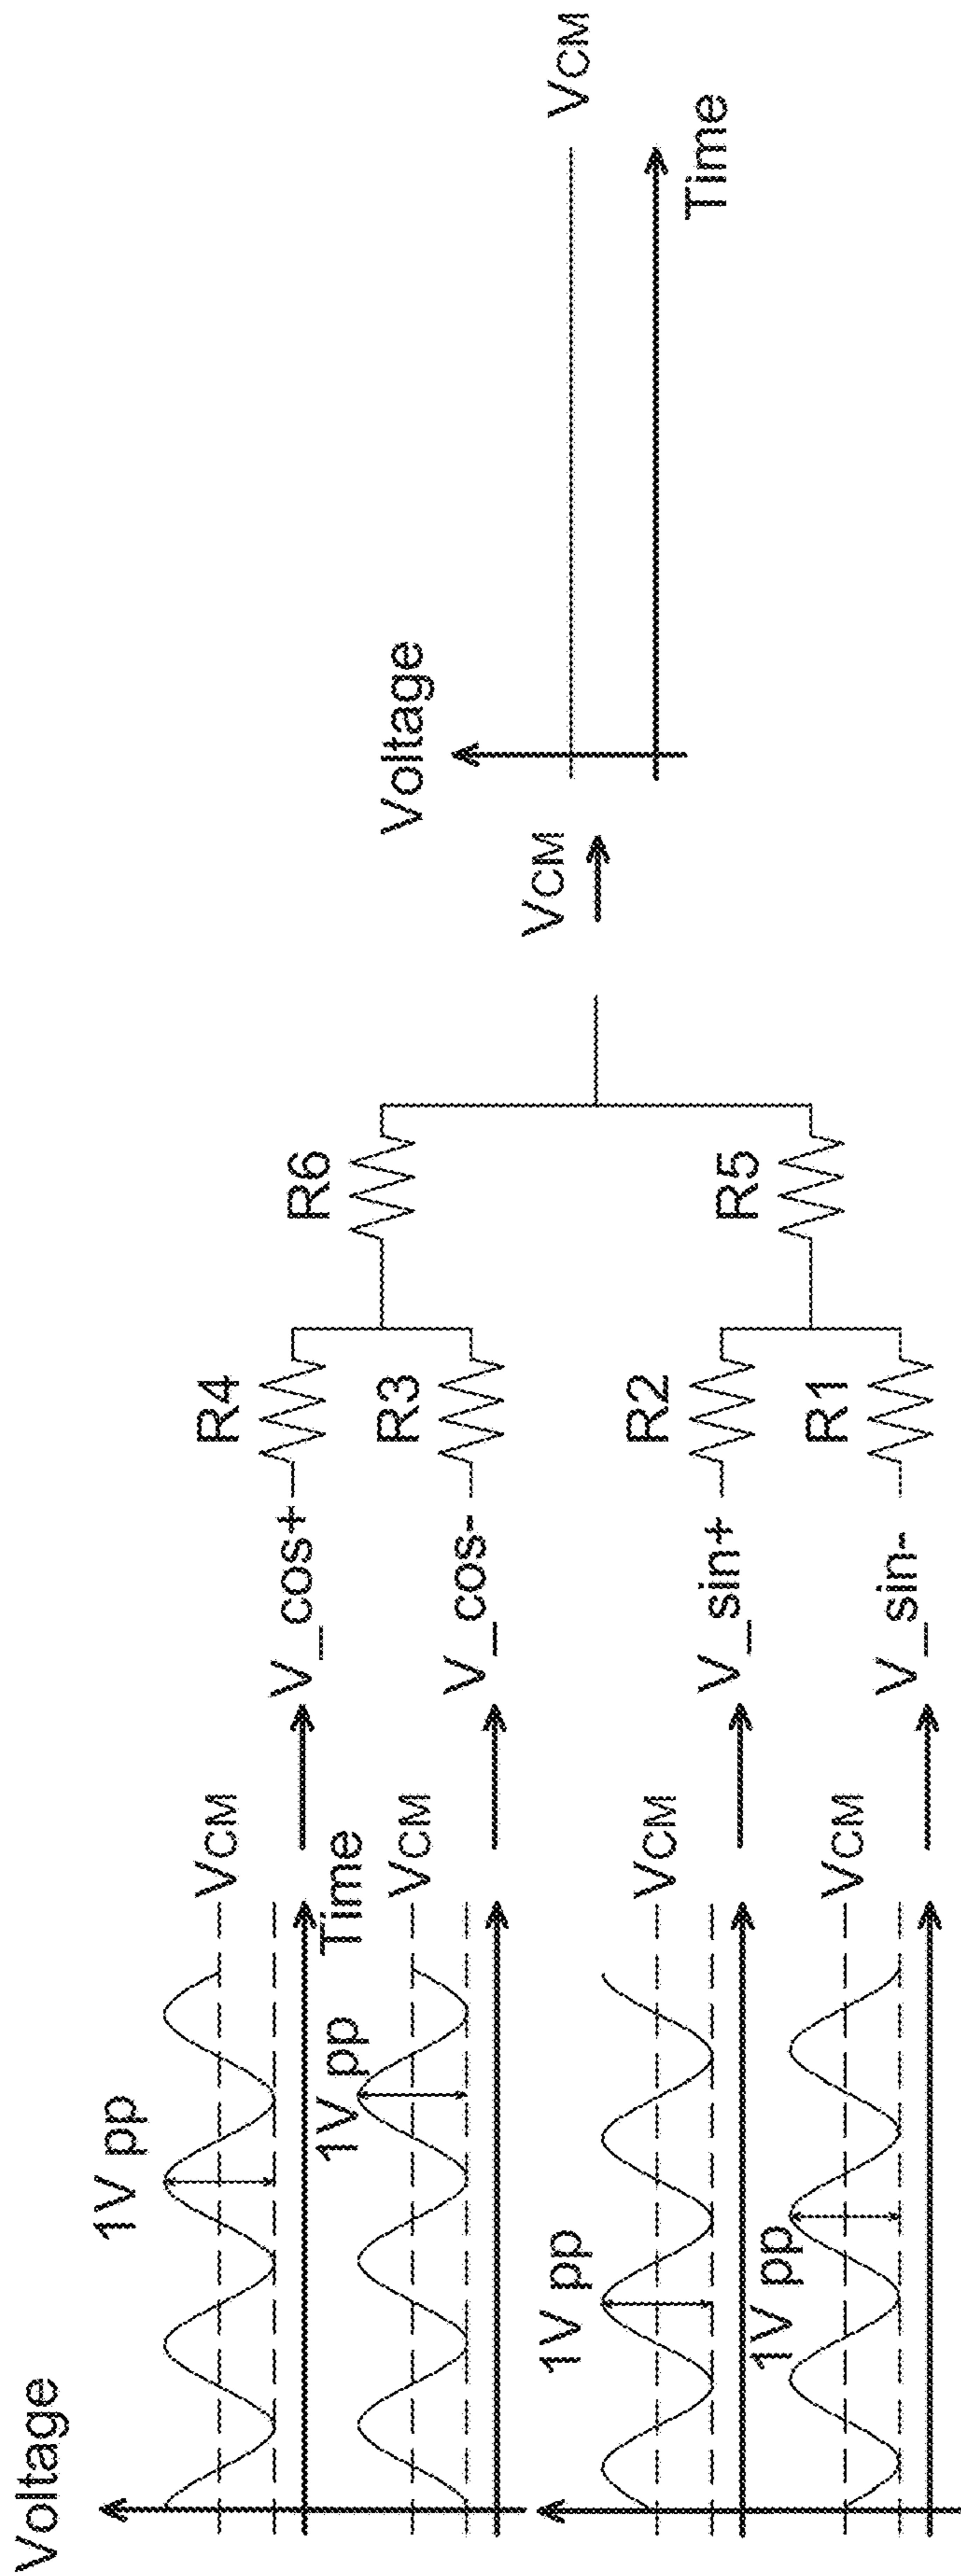 Voltage
1V pp
VCM
Time
1V pp
VCM
1V pp
VCM
1V pp
VCM
V_cos+
V_cos-
V_sin+
V_sin-
R4
R3
R2
R1
R6
R5
VCM
Voltage
VCM
Time